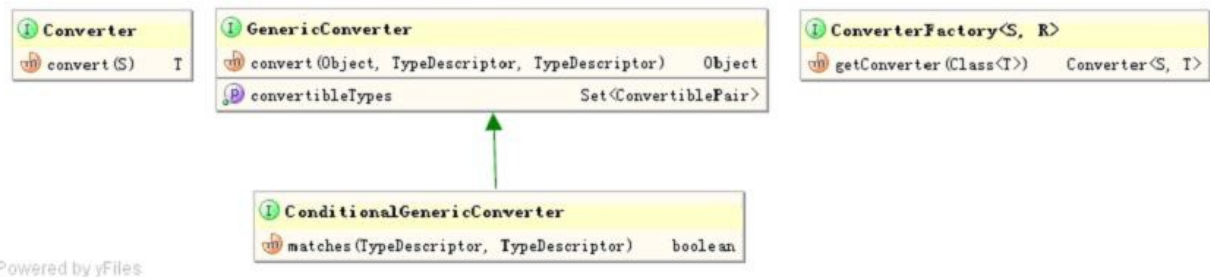 Converter
convert(S) T
GenericConverter
convert(Object, TypeDescriptor, TypeDescriptor) Object
convertibleTypes Set<ConvertiblePair>
ConverterFactory<S, R>
getConverter(Class<T>) Converter<S, T>
ConditionalGenericConverter
matches(TypeDescriptor, TypeDescriptor) boolean
Powered by yFiles